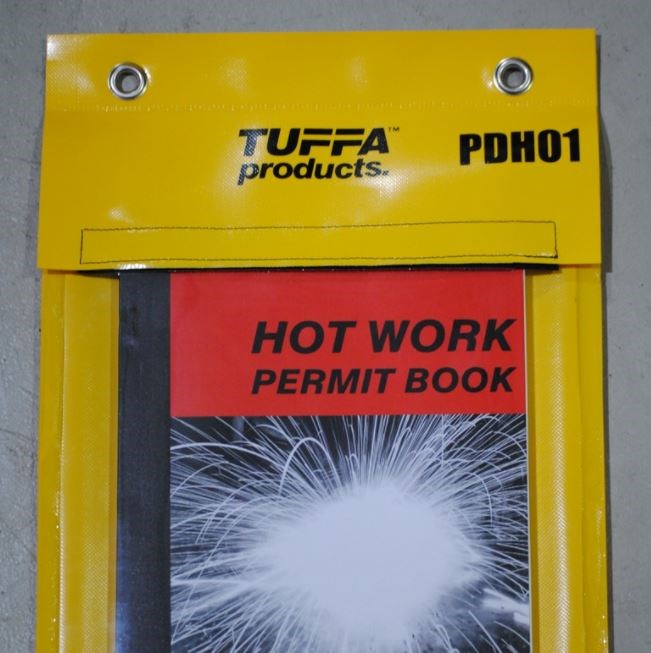 TUFFA™
products.
PDH01
HOT WORK
PERMIT BOOK